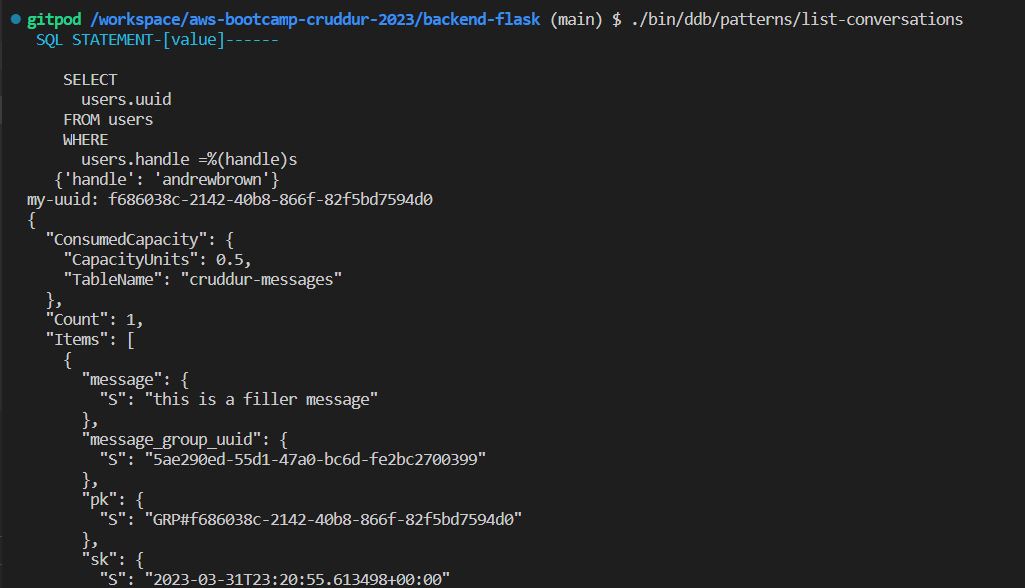 gitpod /workspace/aws-bootcamp-cruddur-2023/backend-flask (main) $ ./bin/ddb/patterns/list-conversations
 SQL STATEMENT-[value]------

    SELECT
      users.uuid
    FROM users
    WHERE
      users.handle =%(handle)s
   {'handle': 'andrewbrown'}
my-uuid: f686038c-2142-40b8-866f-82f5bd7594d0
{
  "ConsumedCapacity": {
    "CapacityUnits": 0.5,
    "TableName": "cruddur-messages"
  },
  "Count": 1,
  "Items": [
    {
      "message": {
        "S": "this is a filler message"
      },
      "message_group_uuid": {
        "S": "5ae290ed-55d1-47a0-bc6d-fe2bc2700399"
      },
      "pk": {
        "S": "GRP#f686038c-2142-40b8-866f-82f5bd7594d0"
      },
      "sk": {
        "S": "2023-03-31T23:20:55.613498+00:00"